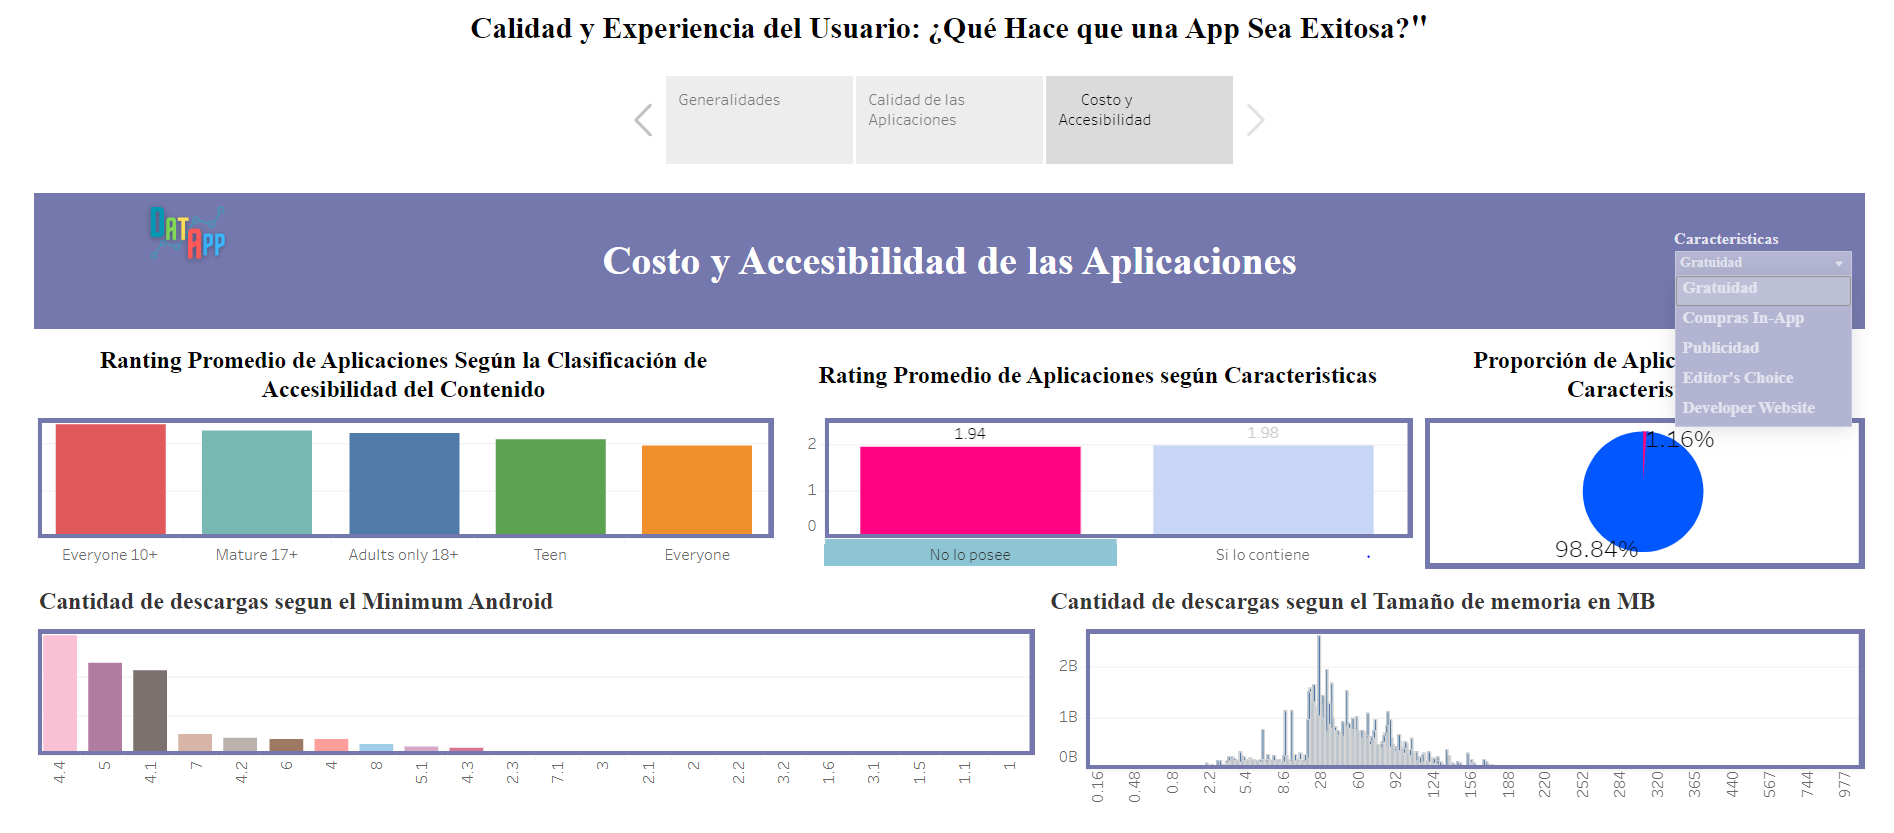 Calidad y Experiencia del Usuario: ¿Qué Hace que una App Sea Exitosa?"
Generalidades
Calidad de las
Aplicaciones
Costo y
Accesibilidad
DATAPP
Costo y Accesibilidad de las Aplicaciones
Caracteristicas
Gratuidad
Gratuidad
Compras In-App
Publicidad
Editor's Choice
Developer Website
Ranting Promedio de Aplicaciones Según la Clasificación de
Accesibilidad del Contenido
Everyone 10+
Mature 17+
Adults only 18+
Teen
Everyone
Rating Promedio de Aplicaciones según Caracteristicas
2
1
0
1.94
1.98
No lo posee
Si lo contiene
Proporción de Aplic
Caracteris
1.16%
98.84%
Cantidad de descargas segun el Minimum Android
4.4
5
4.1
7
4.2
6
4
8
5.1
4.3
2.3
7.1
3
2.1
2
2.2
3.2
1.6
3.1
1.5
1.1
1
Cantidad de descargas segun el Tamaño de memoria en MB
2B
1B
0B
0.16
0.48
0.8
2.2
5.4
8.6
28
60
92
124
156
188
220
252
284
320
365
440
567
744
977